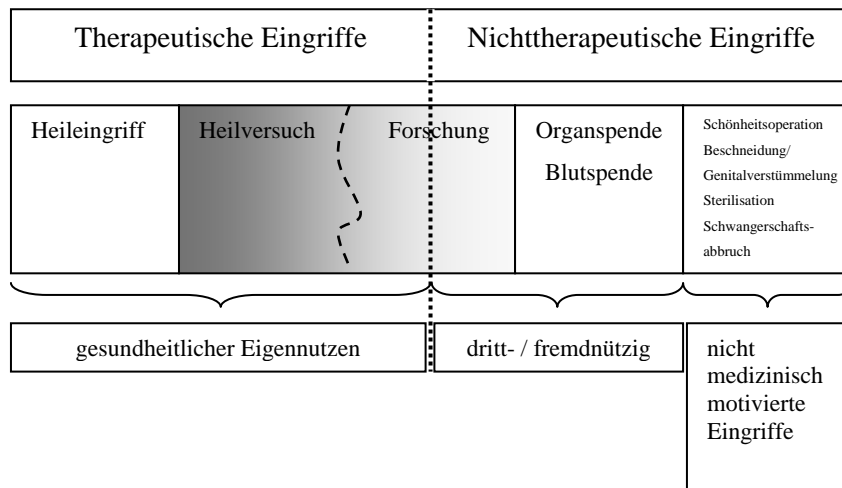 Therapeutische Eingriffe
Nichttherapeutische Eingriffe
Heileingriff
Heilversuch
Forschung
Organspende
Blutspende
Schönheitsoperation
Beschneidung/
Genitalverstümmelung
Sterilisation
Schwangerschafts-
abbruch
gesundheitlicher Eigennutzen
dritt- / fremdnützig
nicht
medizinisch
motivierte
Eingriffe